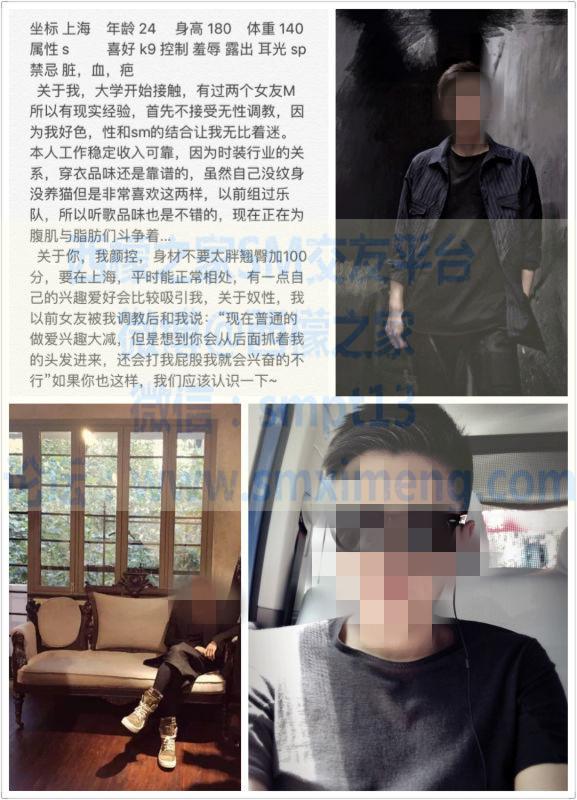 坐标 上海 年龄 24 身高 180 体重 140
属性 s 喜好 k9 控制 羞辱 露出 耳光 sp
禁忌 脏，血，疤
关于我，大学开始接触，有过两个女友M
所以有现实经验，首先不接受无性调教，因
为我好色，性和sm的结合让我无比着迷。
本人工作稳定收入可靠，因为时装行业的关
系，穿衣品味还是靠谱的，虽然自己没纹身
没养猫但是非常喜欢这两样，以前组过乐
队，所以听歌品味也是不错的，现在正在为
腹肌与脂肪们斗争着...
关于你，我颜控，身材不要太胖翘臀加100
分，要在上海，平时能正常相处，有一点自
己的兴趣爱好会比较吸引我，关于奴性，我
以前女友被我调教后和我说：“现在普通的
做爱兴趣大减，但是想到你会从后面抓着我
的头发进来，还会打我屁股我就会兴奋的不
行”如果你也这样，我们应该认识一下~
西蒙之家SM交友平台
蒙之家
微信：smpt13
论坛：www.smximeng.com